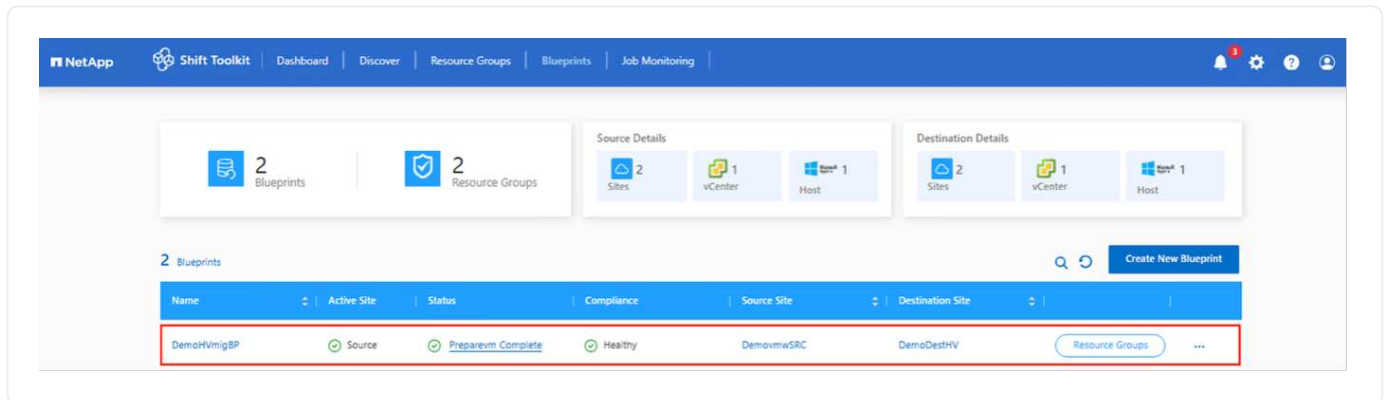 NetApp Shift Toolkit Dashboard Discover Resource Groups Blueprints Job Monitoring 3
Source Details
Destination Details
2
Blueprints
2
Resource Groups
2
Sites
1
vCenter
1
Host
2
Sites
1
vCenter
1
Host
2 Blueprints
Create New Blueprint
Name Active Site Status Compliance Source Site Destination Site
DemoHVmigBP Source Preparevm Complete Healthy DemovmwSRC DemoDestHV Resource Groups ...